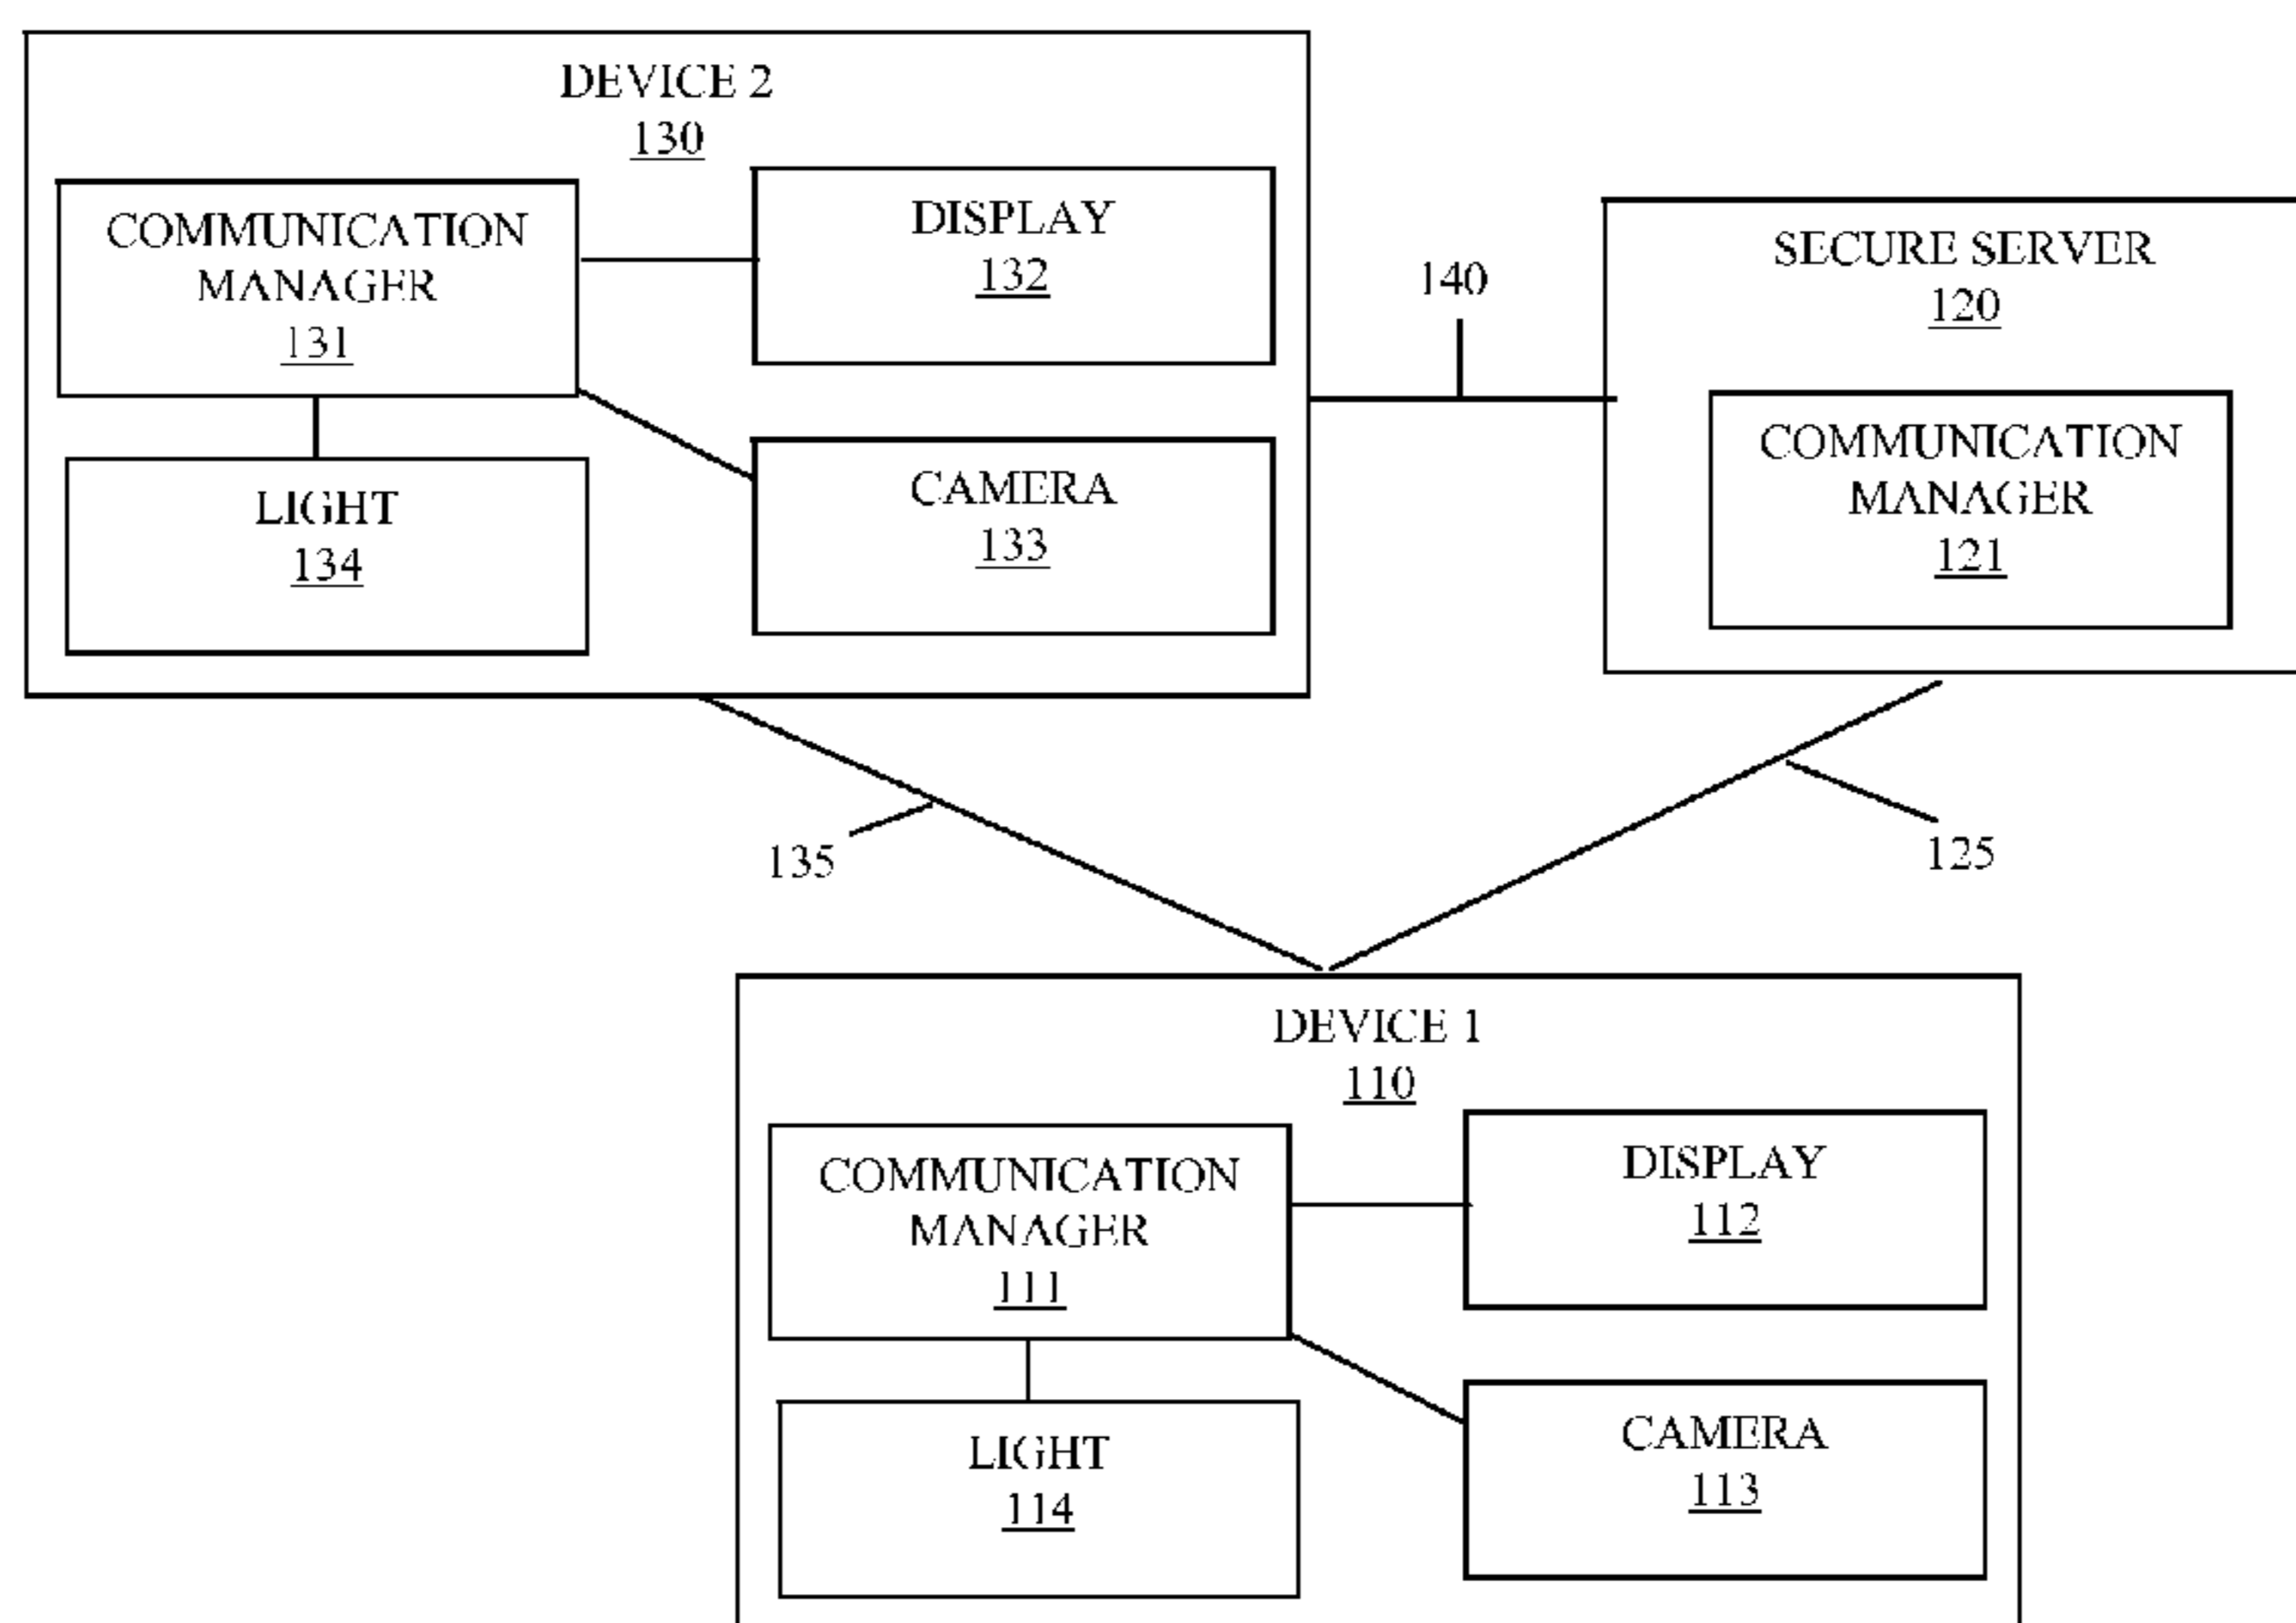 DEVICE 2
130
COMMUNICATION
MANAGER
131
DISPLAY
132
LIGHT
134
CAMERA
133
140
SECURE SERVER
120
COMMUNICATION
MANAGER
121
135
125
DEVICE 1
110
COMMUNICATION
MANAGER
111
DISPLAY
112
LIGHT
114
CAMERA
113